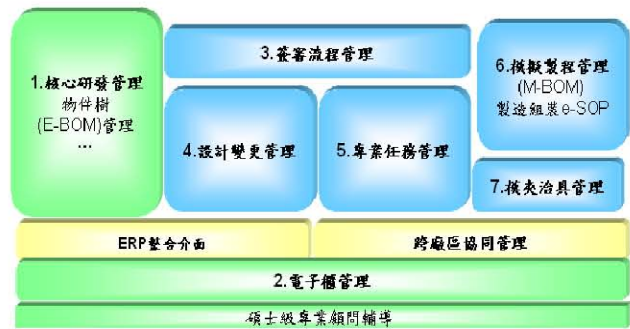 1.核心研發管理
物件樹
(E-BOM)管理
...
3.簽審流程管理
4.設計變更管理
5.專業任務管理
6.模擬製程管理
(M-BOM)
製造組裝e-SOP
7.模夾治具管理
ERP整合介面
跨廠區協同管理
2.電子櫃管理
碩士級專業顧問輔導